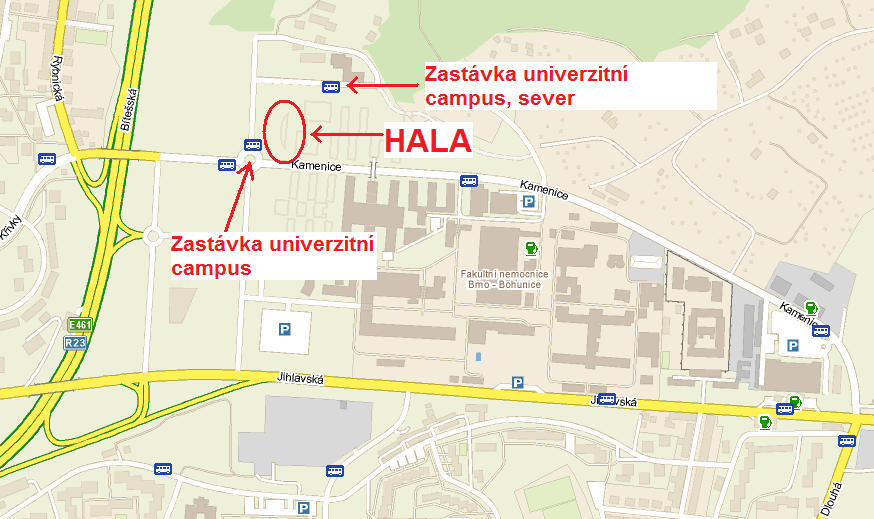 Zastávka univerzitní
campus, sever
HALA
Rybnická
Bítešská
Kamenice
Kamenice
P
Křivky
Zastávka univerzitní
campus
Fakultní nemocnice
Brno - Bohunice
Kamenice
E461
R23
P
P
Jihlavská
P
Jihlavská
Dlouhá
P